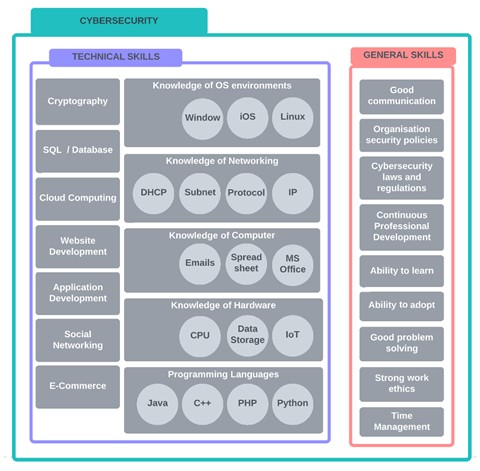 CYBERSECURITY
TECHNICAL SKILLS
Cryptography
SQL / Database
Cloud Computing
Website
Development
Application
Development
Social
Networking
E-Commerce
Knowledge of OS environments
Window
iOS
Linux
Knowledge of Networking
DHCP
Subnet
Protocol
IP
Knowledge of Computer
Emails
Spread
sheet
MS
Office
Knowledge of Hardware
CPU
Data
Storage
IoT
Programming Languages
Java
C++
PHP
Python
GENERAL SKILLS
Good
communication
Organisation
security policies
Cybersecurity
laws and
regulations
Continuous
Professional
Development
Ability to learn
Ability to adopt
Good problem
solving
Strong work
ethics
Time
Management